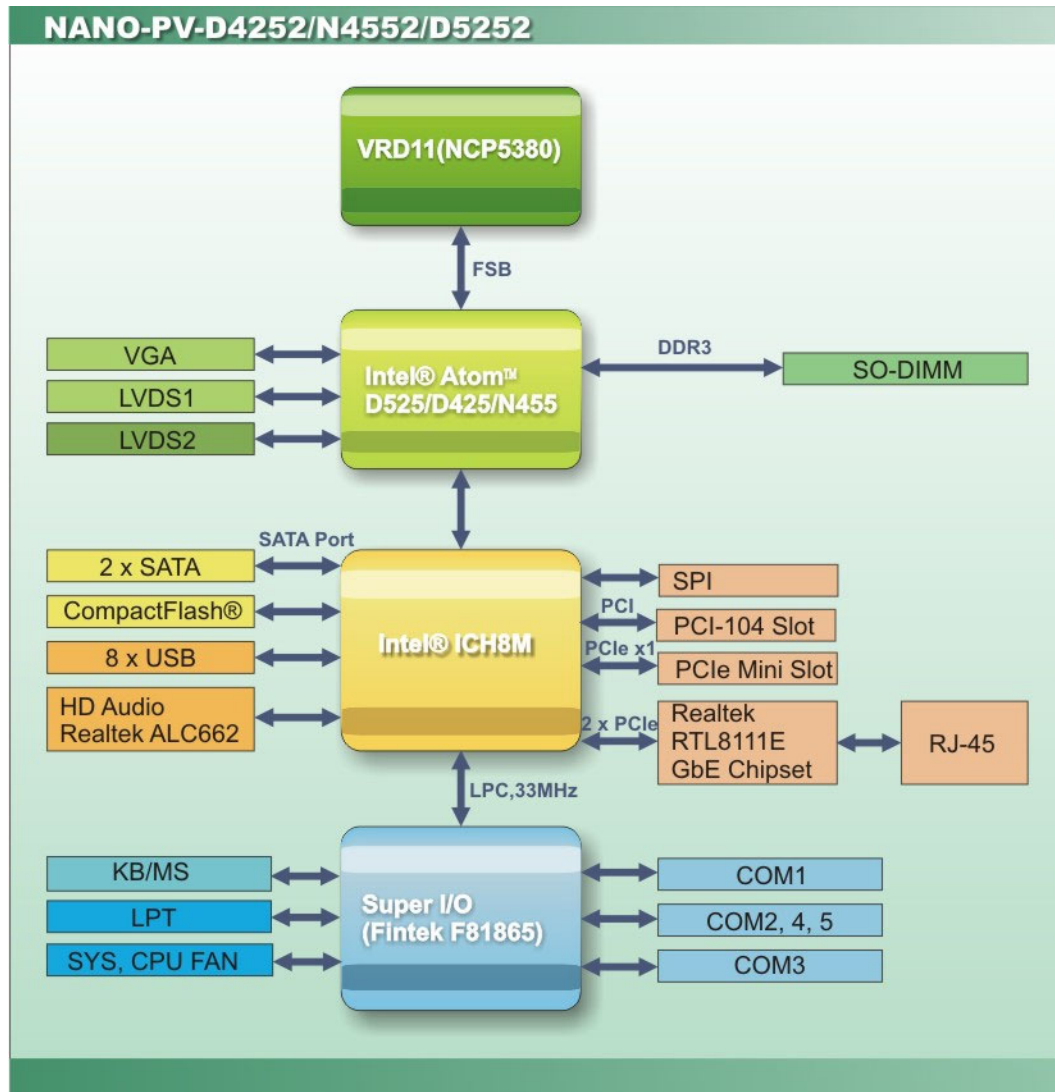 NANO-PV-D4252/N4552/D5252
VRD11(NCP5380)
FSB
VGA
LVDS1
LVDS2
Intel® Atom™
D525/D425/N455
DDR3
SO-DIMM
SATA Port
2 x SATA
CompactFlash®
8 x USB
HD Audio
Realtek ALC662
Intel® ICH8M
SPI
PCI
PCI-104 Slot
PCIe x1
PCIe Mini Slot
2 x PCIe
Realtek
RTL8111E
GbE Chipset
RJ-45
LPC,33MHz
KB/MS
LPT
SYS, CPU FAN
Super I/O
(Fintek F81865)
COM1
COM2, 4, 5
COM3